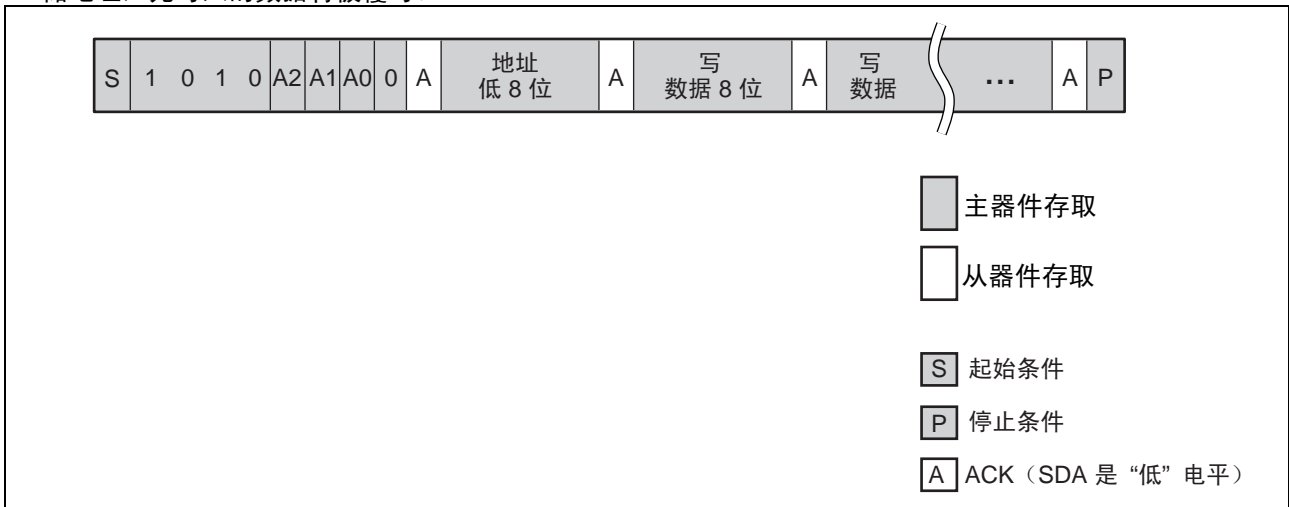 S 1 0 1 0 A2 A1 A0 0 A 地址 低 8 位 A 写 数据 8 位 A 写 数据 ... A P
主器件存取
从器件存取
S 起始条件
P 停止条件
A ACK（SDA 是 “低” 电平）